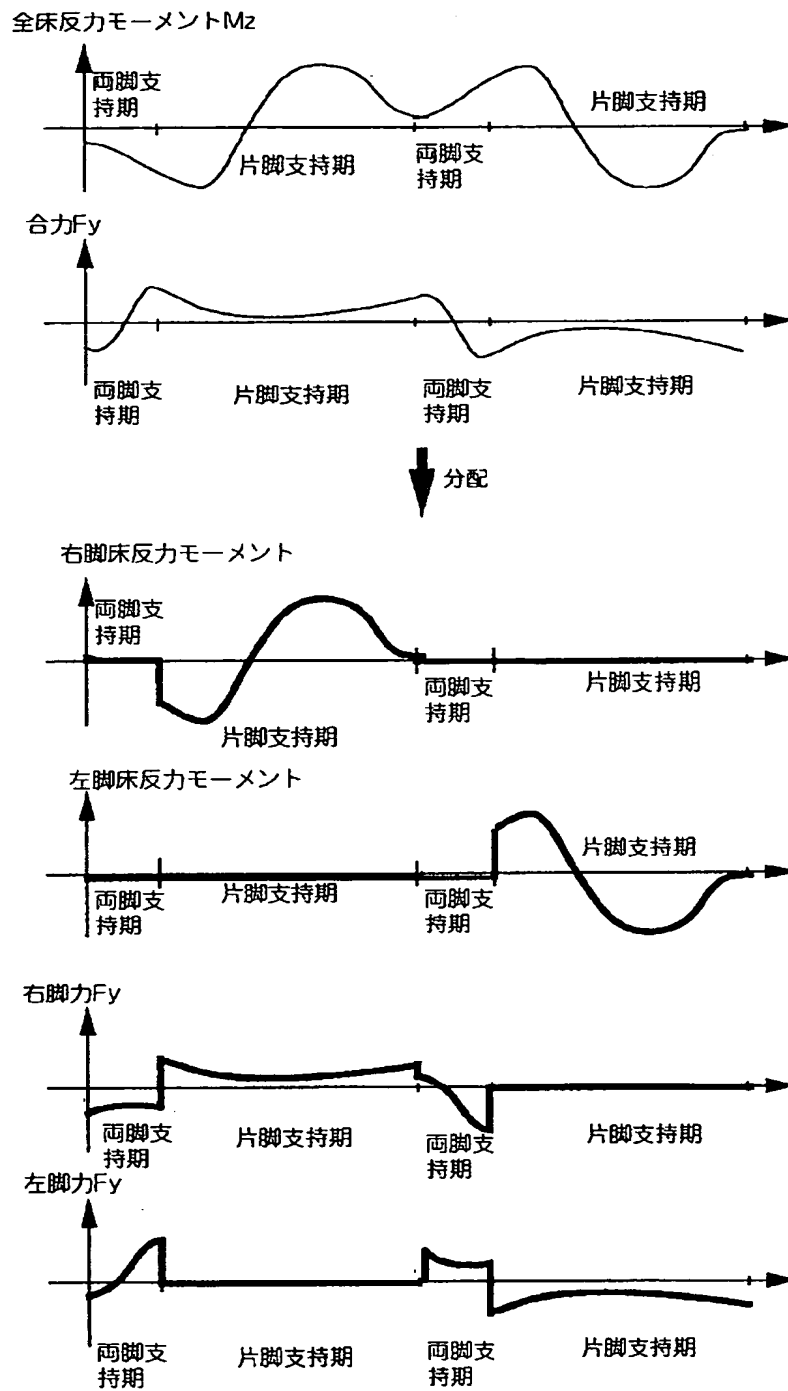 全床反力モーメントMz
両脚支
持期
片脚支持期
片脚支持期
両脚支
持期
合力Fy
両脚支
持期
片脚支持期
両脚支
持期
片脚支持期
分配
右脚床反力モーメント
両脚支
持期
片脚支持期
両脚支
持期
片脚支持期
左脚床反力モーメント
片脚支持期
両脚支
持期
片脚支持期
両脚支
持期
右脚力Fy
両脚支
持期
片脚支持期
両脚支
持期
片脚支持期
左脚力Fy
両脚支
持期
片脚支持期
両脚支
持期
片脚支持期